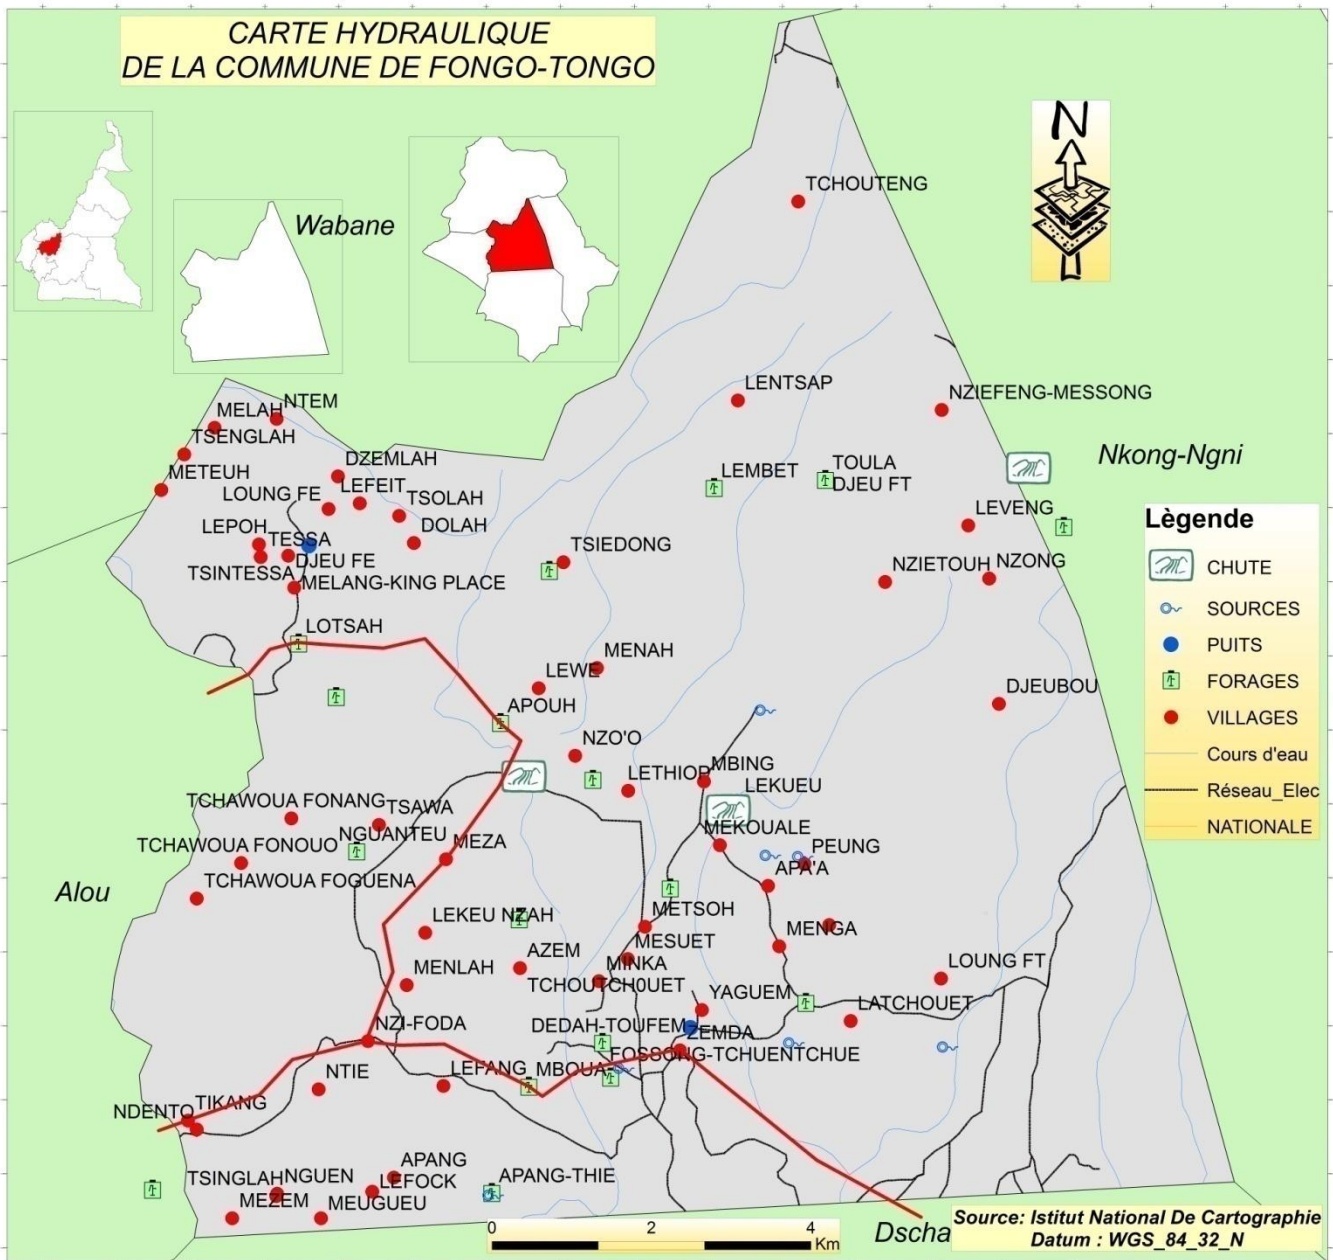 CARTE HYDRAULIQUE
DE LA COMMUNE DE FONGO-TONGO
N
TCHOUTENG
Wabane
LENTSAP
NZIEFENG-MESSONG
MELAH
NTEM
TSENGLAH
Nkong-Ngni
METEUH
DZEMLAH
LEMBET
TOULA
DJEU FT
LOUNG FE
LEFEIT
TSOLAH
LEVENG
LEPOH
TESSA
DOLAH
TSIEDONG
DJEU FE
TSINTESSA
MELANG-KING PLACE
NZIETOUH
NZONG
LOTSAH
MENAH
LEWE
DJEUBOU
APOUH
NZO'O
LETHIOP
MBING
LEKUEU
TCHAWOUA FONANG
TSAWA
MEKOUALE
NGUANTEU
TCHAWOUA FONOUO
MEZA
PEUNG
APA'A
TCHAWOUA FOGUENA
Alou
LEKEU NZAH
METSOH
MENGA
MESUET
AZEM
MINKA
MENLAH
TCHOUTCH0UET
LOUNG FT
YAGUEM
LATCHOUET
NZI-FODA
DEDAH-TOUFEM
ZEMDA
FOSSONG-TCHUENTCHUE
NTIE
LEFANG
MBOUA
NDENTO
TIKANG
APANG
TSINGLAH
NGUEN
LEFOCK
APANG-THIE
MEZEM
MEUGUEU
Dscha
Lègende
CHUTE
SOURCES
PUITS
FORAGES
VILLAGES
Cours d'eau
Réseau_Elec
NATIONALE
0 2 4
Km
Source: Istitut National De Cartographie
Datum : WGS_84_32_N